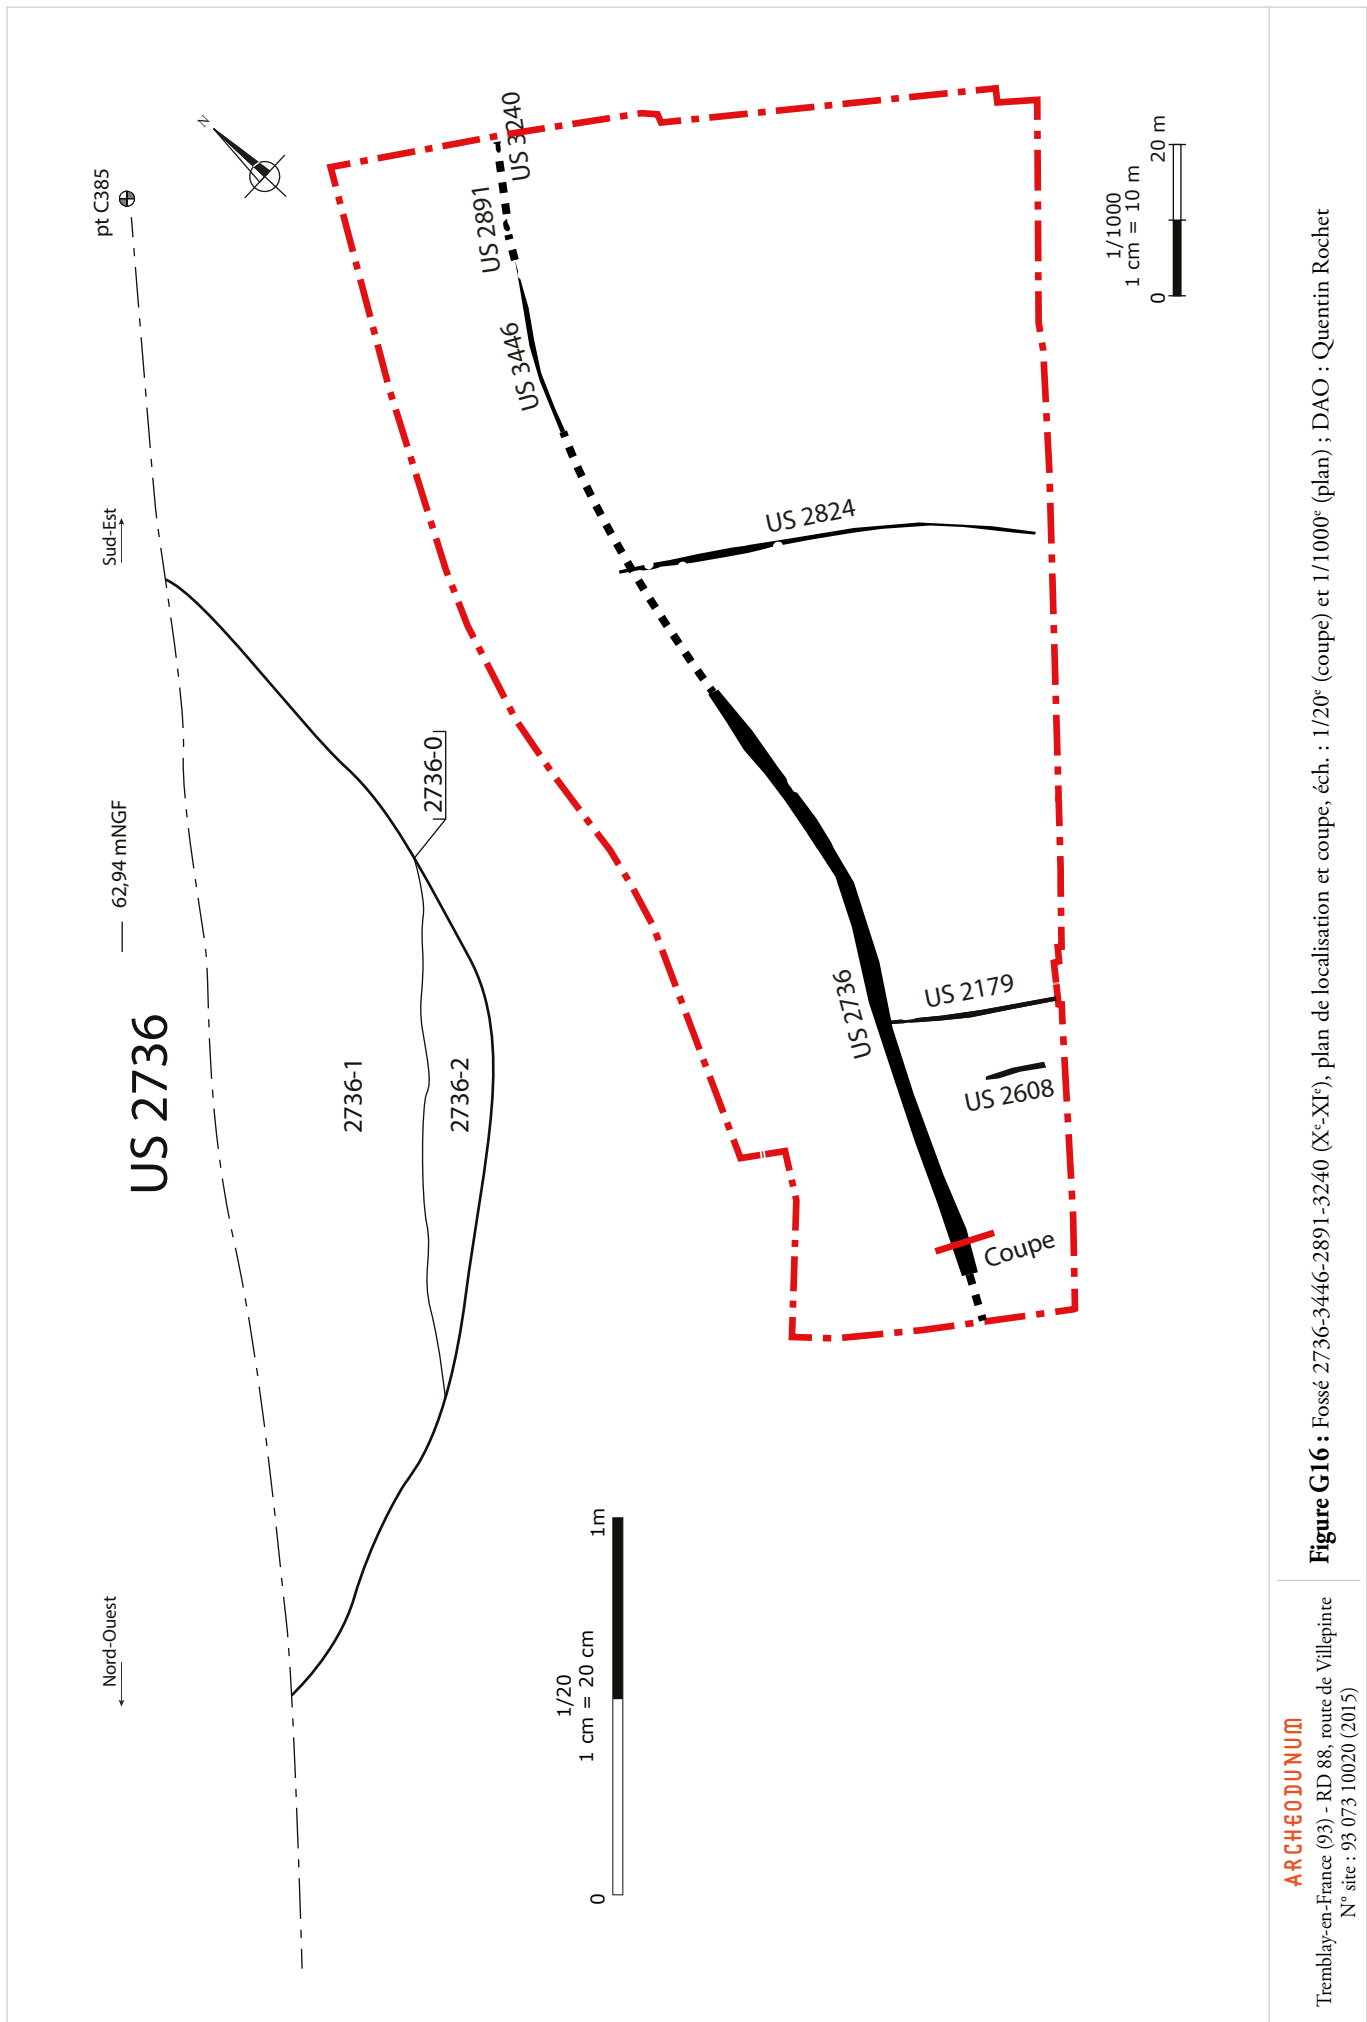 US 2736
Nord-Ouest
62,94 mNGF
Sud-Est
pt C385
2736-1
2736-2
2736-0
N
1/20
1 cm = 20 cm
0
1m
US 3240
US 2891
US 3446
US 2824
US 2736
US 2179
US 2608
Coupe
1/1000
1 cm = 10 m
0
20 m
ARCHEODUNUM
Tremblay-en-France (93) - RD 88, route de Villepinte
N° site : 93 073 10020 (2015)
Figure G16 : Fossé 2736-3446-2891-3240 (Xᵉ-XIᵉ), plan de localisation et coupe, éch. : 1/20ᵉ (coupe) et 1/1000ᵉ (plan) ; DAO : Quentin Rochet